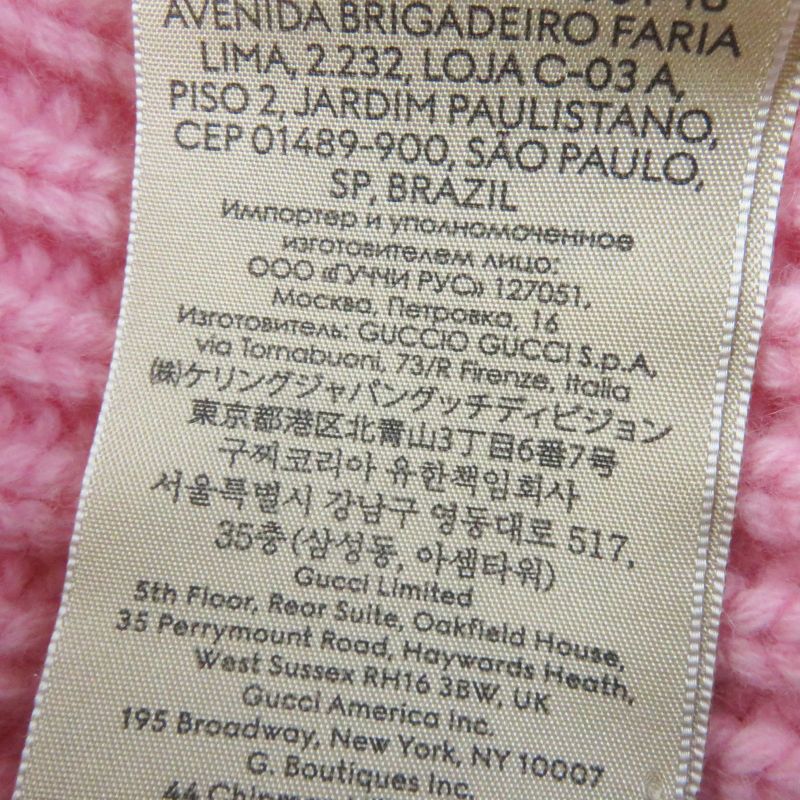 AVENIDA BRIGADEIRO FARIA
LIMA, 2.232, LOJA C-03 A,
PISO 2, JARDIM PAULISTANO,
CEP 01489-900, SÃO PAULO,
SP, BRAZIL
Импортер и уполномоченное
изготовителем лицо:
ООО «ГУЧЧИ РУС» 127051,
Москва, Петровка, 16
Изготовитель: GUCCIO GUCCI S.p.A,
via Tornabuoni, 73/R Firenze, Italia
(株)ケリングジャパングッチディビジョン
東京都港区北青山3丁目6番7号
구찌코리아 유한책임회사
서울특별시 강남구 영동대로 517,
35층(삼성동, 아셈타워)
Gucci Limited
5th Floor, Rear Suite, Oakfield House,
35 Perrymount Road, Haywards Heath,
West Sussex RH16 3BW, UK
Gucci America Inc.
195 Broadway, New York, NY 10007
G. Boutiques Inc.
44